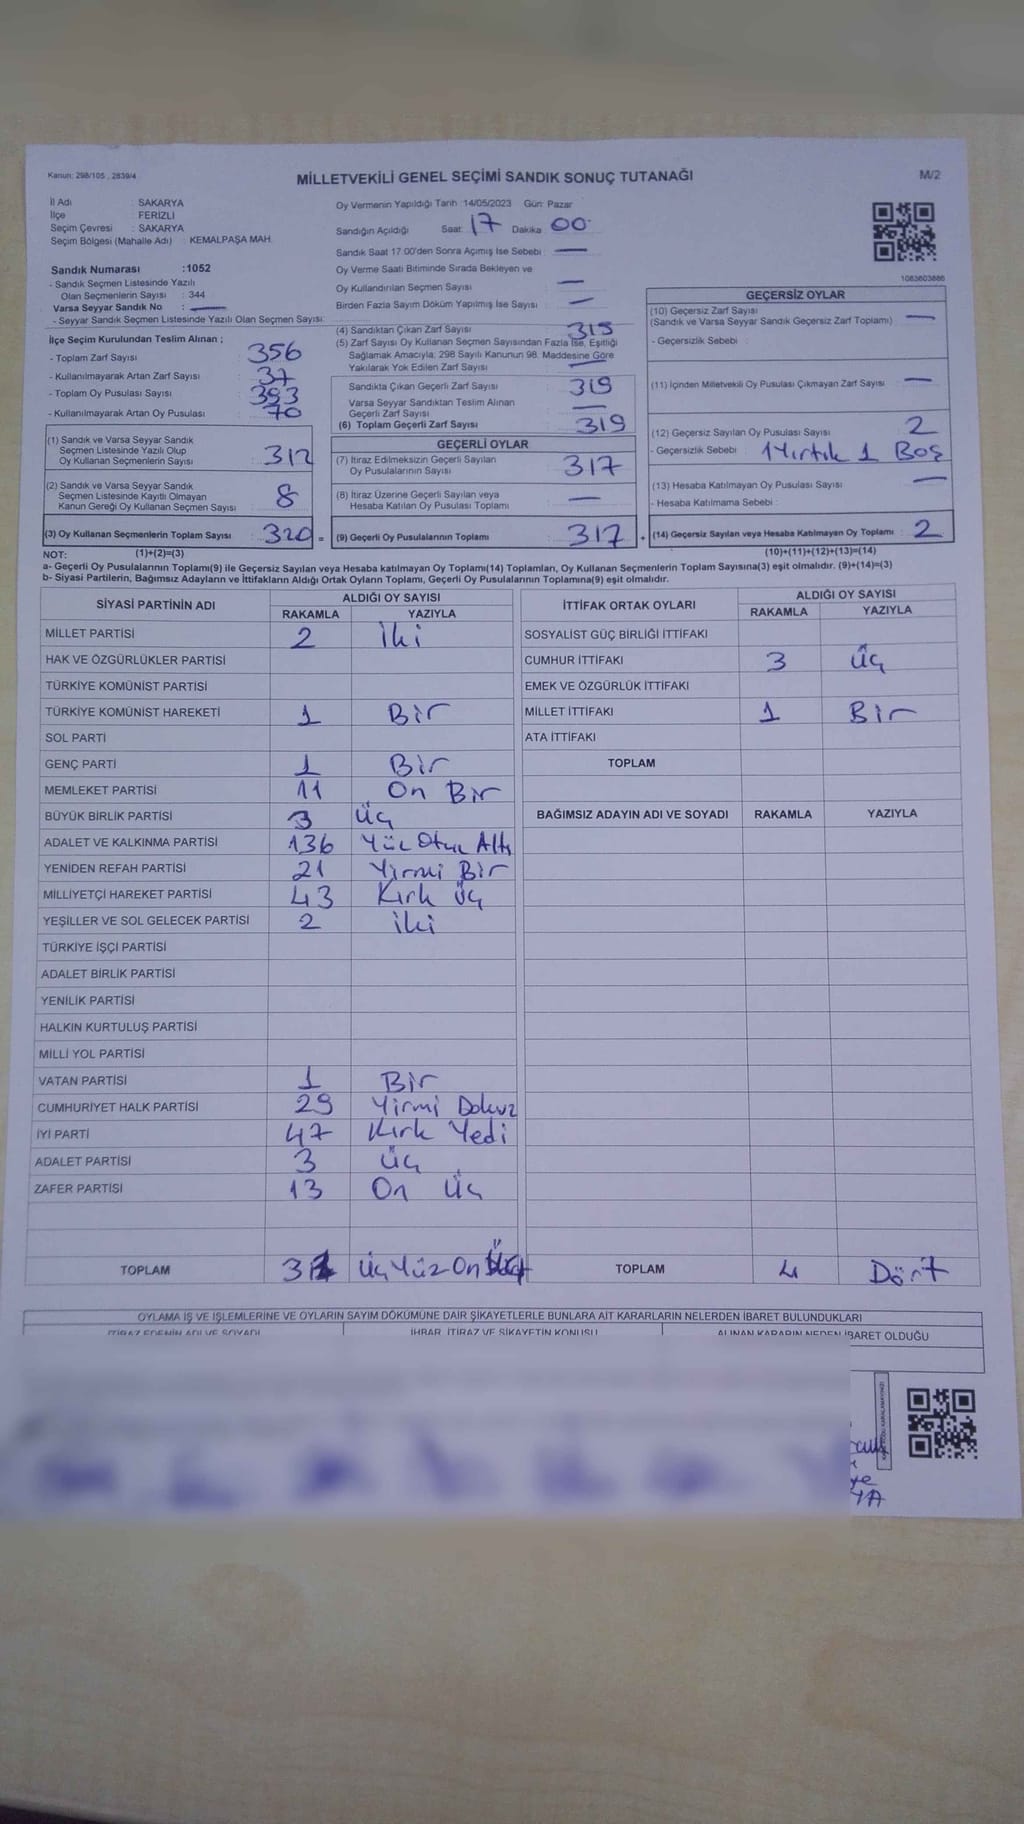 Kanun: 298/105 , 2839/4
MİLLETVEKİLİ GENEL SEÇİMİ SANDIK SONUÇ TUTANAĞI
M/2
İl Adı : SAKARYA
İlçe : FERİZLİ
Seçim Çevresi : SAKARYA
Seçim Bölgesi (Mahalle Adı) : KEMALPAŞA MAH.
Sandık Numarası :1052
- Sandık Seçmen Listesinde Yazılı
Olan Seçmenlerin Sayısı : 344
Varsa Seyyar Sandık No : —
- Seyyar Sandık Seçmen Listesinde Yazılı Olan Seçmen Sayısı:
İlçe Seçim Kurulundan Teslim Alınan ;
- Toplam Zarf Sayısı : 356
- Kullanılmayarak Artan Zarf Sayısı : 37
- Toplam Oy Pusulası Sayısı : 393
- Kullanılmayarak Artan Oy Pusulası : 70
(1) Sandık ve Varsa Seyyar Sandık
Seçmen Listesinde Yazılı Olup
Oy Kullanan Seçmenlerin Sayısı : 312
(2) Sandık ve Varsa Seyyar Sandık
Seçmen Listesinde Kayıtlı Olmayan
Kanun Gereği Oy Kullanan Seçmen Sayısı : 8
(3) Oy Kullanan Seçmenlerin Toplam Sayısı : 320 =
Oy Vermenin Yapıldığı Tarih :14/05/2023 Gün: Pazar
Sandığın Açıldığı Saat: 17 Dakika 00
Sandık Saat 17.00'den Sonra Açımış İse Sebebi : —
Oy Verme Saati Bitiminde Sırada Bekleyen ve
Oy Kullandırılan Seçmen Sayısı : —
Birden Fazla Sayım Döküm Yapılmış İse Sayısı : —
(4) Sandıktan Çıkan Zarf Sayısı : 319
(5) Zarf Sayısı Oy Kullanan Seçmen Sayısından Fazla İse, Eşitliği
Sağlamak Amacıyla; 298 Sayılı Kanunun 98. Maddesine Göre
Yakılarak Yok Edilen Zarf Sayısı : —
Sandıkta Çıkan Geçerli Zarf Sayısı : 319
Varsa Seyyar Sandıktan Teslim Alınan
Geçerli Zarf Sayısı : —
(6) Toplam Geçerli Zarf Sayısı : 319
GEÇERLİ OYLAR
(7) İtiraz Edilmeksizin Geçerli Sayılan
Oy Pusulalarının Sayısı : 317
(8) İtiraz Üzerine Geçerli Sayılan veya
Hesaba Katılan Oy Pusulası Toplamı : —
(9) Geçerli Oy Pusulalarının Toplamı : 317 +
1083603886
GEÇERSİZ OYLAR
(10) Geçersiz Zarf Sayısı : —
(Sandık ve Varsa Seyyar Sandık Geçersiz Zarf Toplamı)
- Geçersizlik Sebebi :
(11) İçinden Milletvekili Oy Pusulası Çıkmayan Zarf Sayısı : —
(12) Geçersiz Sayılan Oy Pusulası Sayısı : 2
- Geçersizlik Sebebi : 1 Yırtık 1 Boş
(13) Hesaba Katılmayan Oy Pusulası Sayısı : —
- Hesaba Katılmama Sebebi :
(14) Geçersiz Sayılan veya Hesaba Katılmayan Oy Toplamı : 2
NOT: (1)+(2)=(3) (10)+(11)+(12)+(13)=(14)
a- Geçerli Oy Pusulalarının Toplamı(9) ile Geçersiz Sayılan veya Hesaba katılmayan Oy Toplamı(14) Toplamları, Oy Kullanan Seçmenlerin Toplam Sayısına(3) eşit olmalıdır. (9)+(14)=(3)
b- Siyasi Partilerin, Bağımsız Adayların ve İttifakların Aldığı Ortak Oyların Toplamı, Geçerli Oy Pusulalarının Toplamına(9) eşit olmalıdır.
SİYASİ PARTİNİN ADI ALDIĞI OY SAYISI
RAKAMLA YAZIYLA
MİLLET PARTİSİ 2 İki
HAK VE ÖZGÜRLÜKLER PARTİSİ
TÜRKİYE KOMÜNİST PARTİSİ
TÜRKİYE KOMÜNİST HAREKETİ 1 Bir
SOL PARTİ
GENÇ PARTİ 1 Bir
MEMLEKET PARTİSİ 11 On Bir
BÜYÜK BİRLİK PARTİSİ 3 Üç
ADALET VE KALKINMA PARTİSİ 136 Yüz Otuz Altı
YENİDEN REFAH PARTİSİ 21 Yirmi Bir
MİLLİYETÇİ HAREKET PARTİSİ 43 Kırk üç
YEŞİLLER VE SOL GELECEK PARTİSİ 2 iki
TÜRKİYE İŞÇİ PARTİSİ
ADALET BİRLİK PARTİSİ
YENİLİK PARTİSİ
HALKIN KURTULUŞ PARTİSİ
MİLLİ YOL PARTİSİ
VATAN PARTİSİ 1 Bir
CUMHURİYET HALK PARTİSİ 29 Yirmi Dokuz
İYİ PARTİ 47 Kırk Yedi
ADALET PARTİSİ 3 üç
ZAFER PARTİSİ 13 On üç
TOPLAM Üç Yüz On
İTTİFAK ORTAK OYLARI ALDIĞI OY SAYISI
RAKAMLA YAZIYLA
SOSYALİST GÜÇ BİRLİĞİ İTTİFAKI
CUMHUR İTTİFAKI 3 üç
EMEK VE ÖZGÜRLÜK İTTİFAKI
MİLLET İTTİFAKI 1 Bir
ATA İTTİFAKI
TOPLAM
BAĞIMSIZ ADAYIN ADI VE SOYADI RAKAMLA YAZIYLA
TOPLAM 4 Dört
OYLAMA İŞ VE İŞLEMLERİNE VE OYLARIN SAYIM DÖKÜMÜNE DAİR ŞİKAYETLERLE BUNLARA AİT KARARLARIN NELERDEN İBARET BULUNDUKLARI
İTİRAZ EDENİN ADI VE SOYADI İHBAR, İTİRAZ VE ŞİKAYETİN KONUSU ALINAN KARARIN NEDEN İBARET OLDUĞU